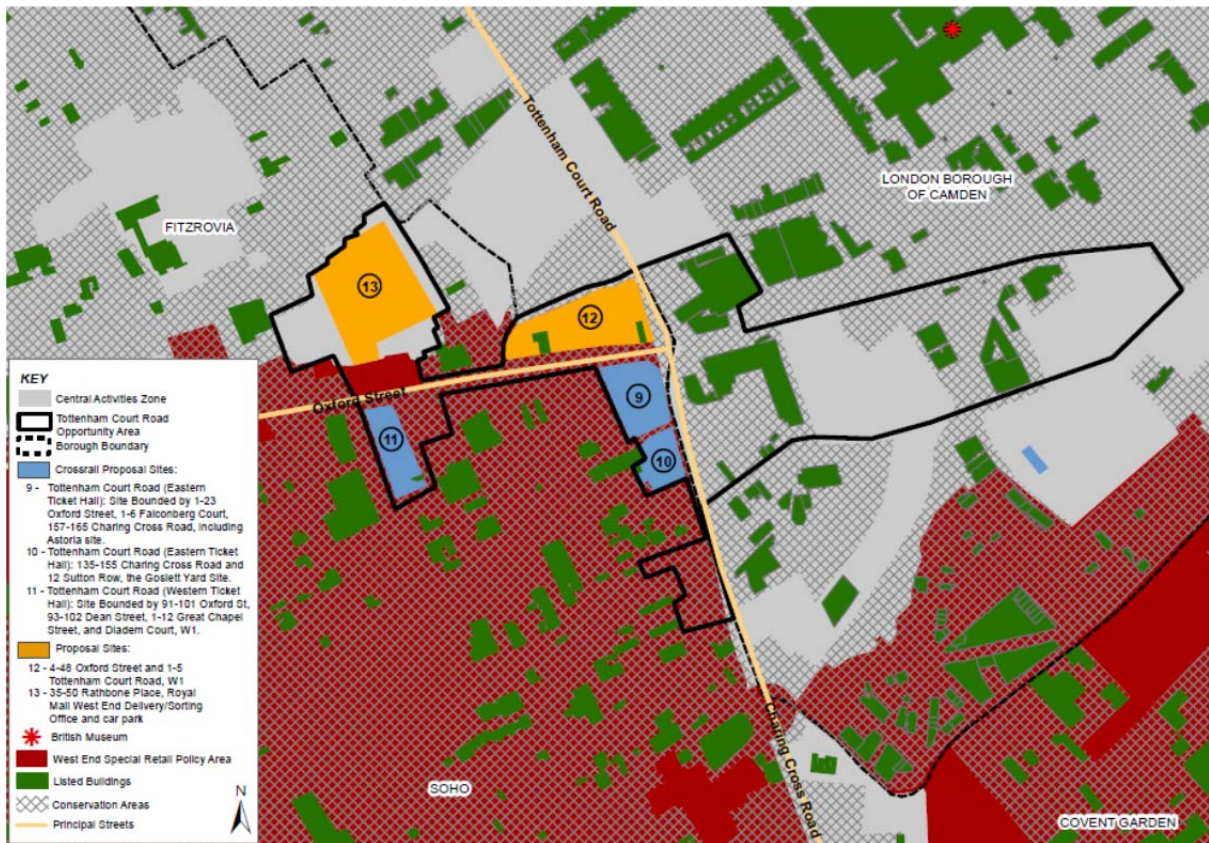 Tottenham Court Road
LONDON BOROUGH
OF CAMDEN
FITZROVIA
13
12
Oxford Street
9
11
10
Charing Cross Road
SOHO
COVENT GARDEN
KEY
Central Activities Zone
Tottenham Court Road
Opportunity Area
Borough Boundary
Crossrail Proposal Sites:
9 - Tottenham Court Road (Eastern
Ticket Hall): Site Bounded by 1-23
Oxford Street, 1-6 Falconberg Court,
157-165 Charing Cross Road, including
Astoria site.
10 - Tottenham Court Road (Eastern Ticket
Hall): 135-155 Charing Cross Road and
12 Sutton Row, the Goslett Yard Site.
11 - Tottenham Court Road (Western Ticket
Hall): Site Bounded by 91-101 Oxford St,
93-102 Dean Street, 1-12 Great Chapel
Street, and Diadem Court, W1.
Proposal Sites:
12 - 4-48 Oxford Street and 1-5
Tottenham Court Road, W1
13 - 35-50 Rathbone Place, Royal
Mail West End Delivery/Sorting
Office and car park
British Museum
West End Special Retail Policy Area
Listed Buildings
Conservation Areas
Principal Streets
N